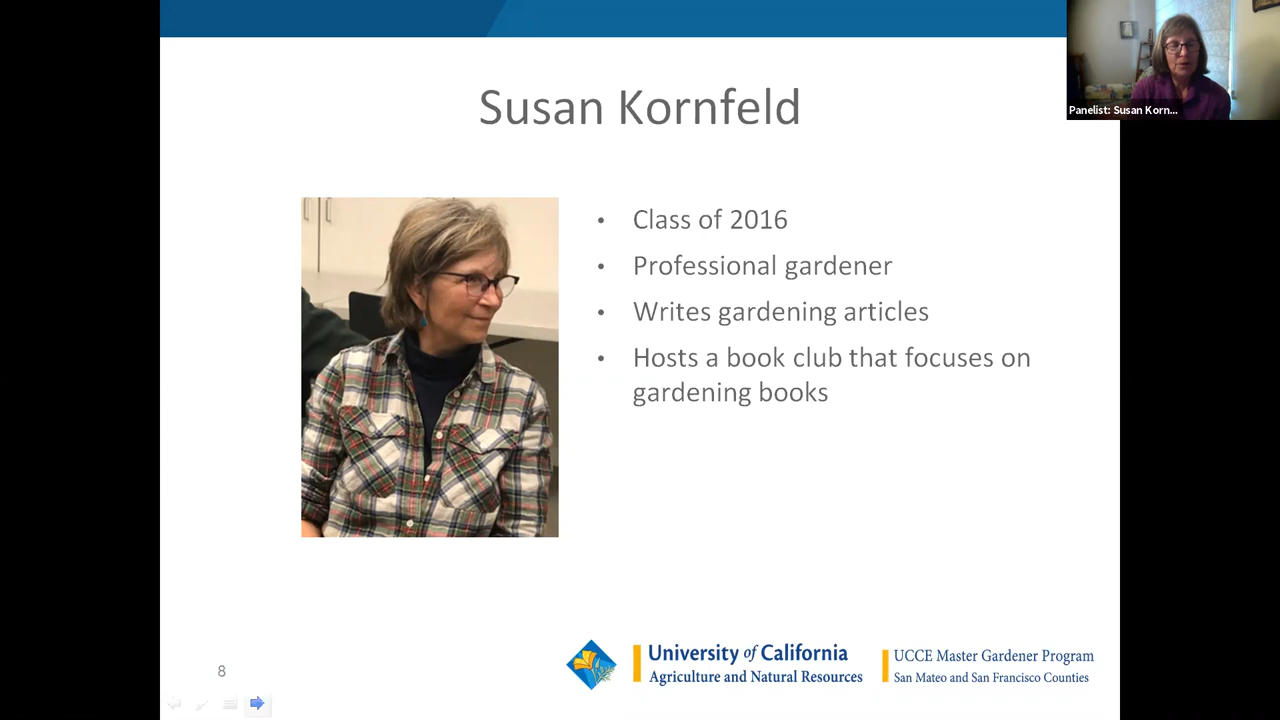 Susan Kornfeld
Panelist: Susan Korn...
• Class of 2016
• Professional gardener
• Writes gardening articles
• Hosts a book club that focuses on
gardening books
8
University of California
Agriculture and Natural Resources
UCCE Master Gardener Program
San Mateo and San Francisco Counties